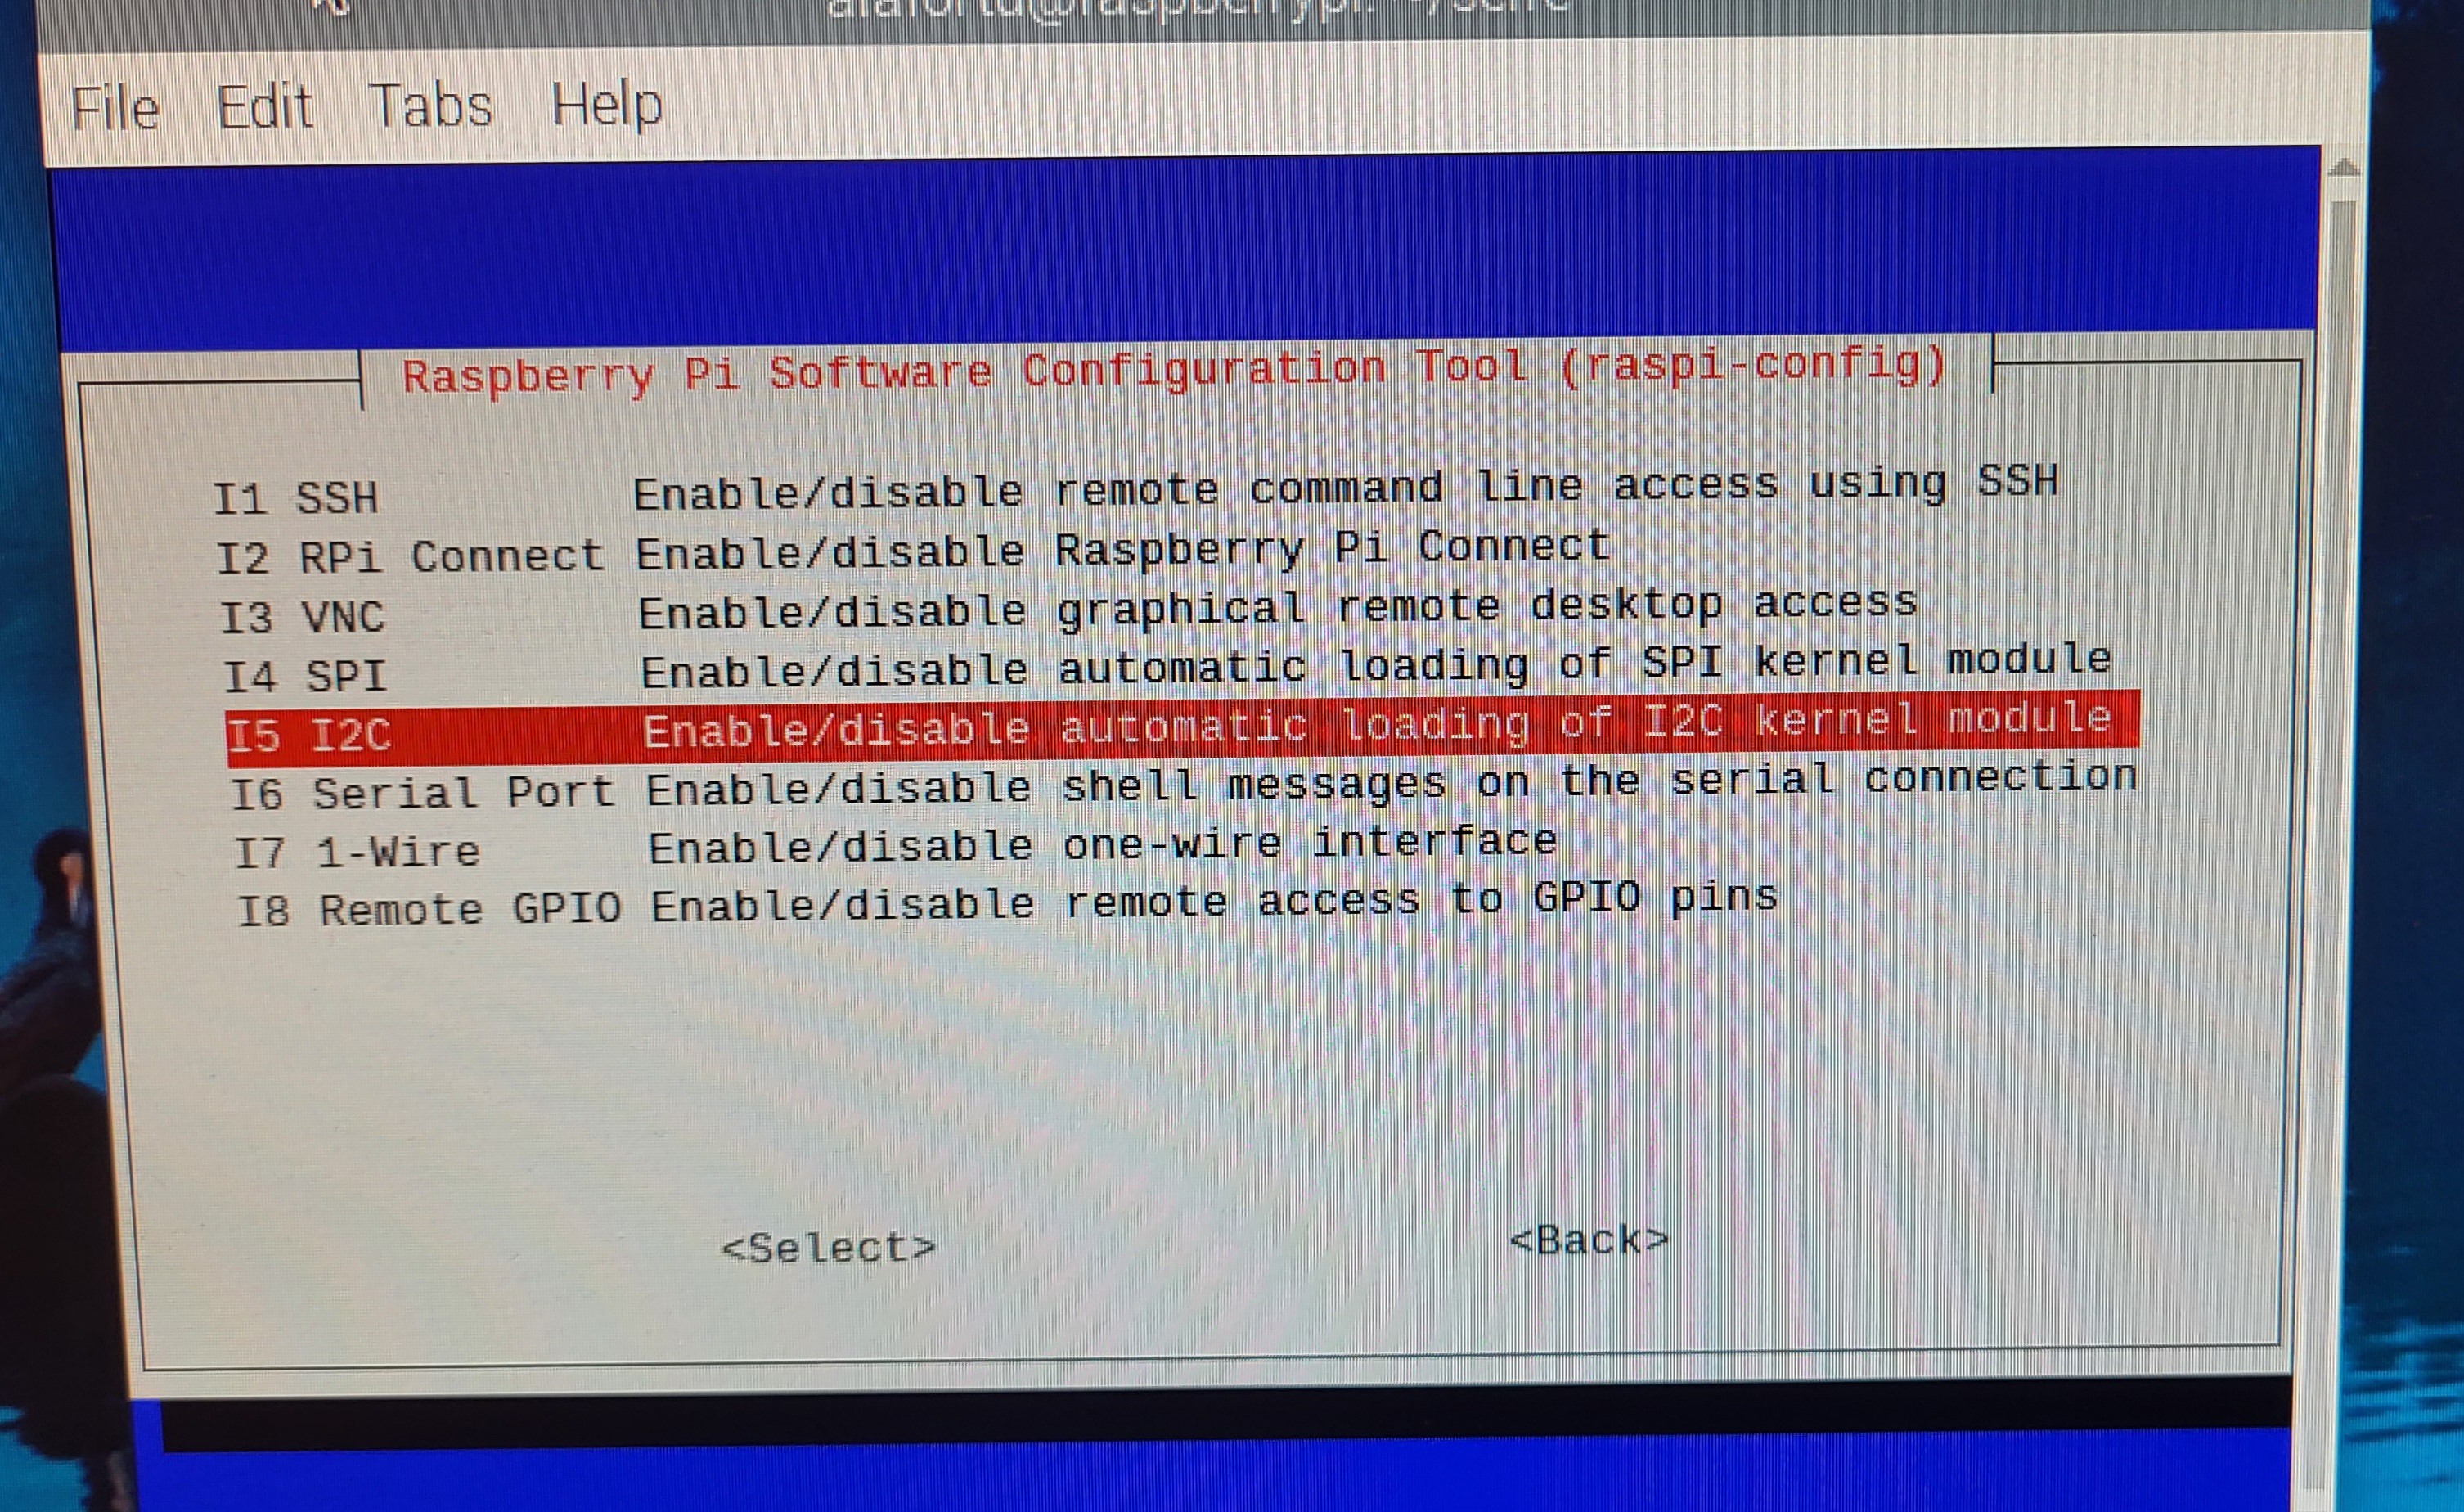 File Edit Tabs Help
Raspberry Pi Software Configuration Tool (raspi-config)
I1 SSH Enable/disable remote command line access using SSH
I2 RPi Connect Enable/disable Raspberry Pi Connect
I3 VNC Enable/disable graphical remote desktop access
I4 SPI Enable/disable automatic loading of SPI kernel module
I5 I2C Enable/disable automatic loading of I2C kernel module
I6 Serial Port Enable/disable shell messages on the serial connection
I7 1-Wire Enable/disable one-wire interface
I8 Remote GPIO Enable/disable remote access to GPIO pins
<Select> <Back>